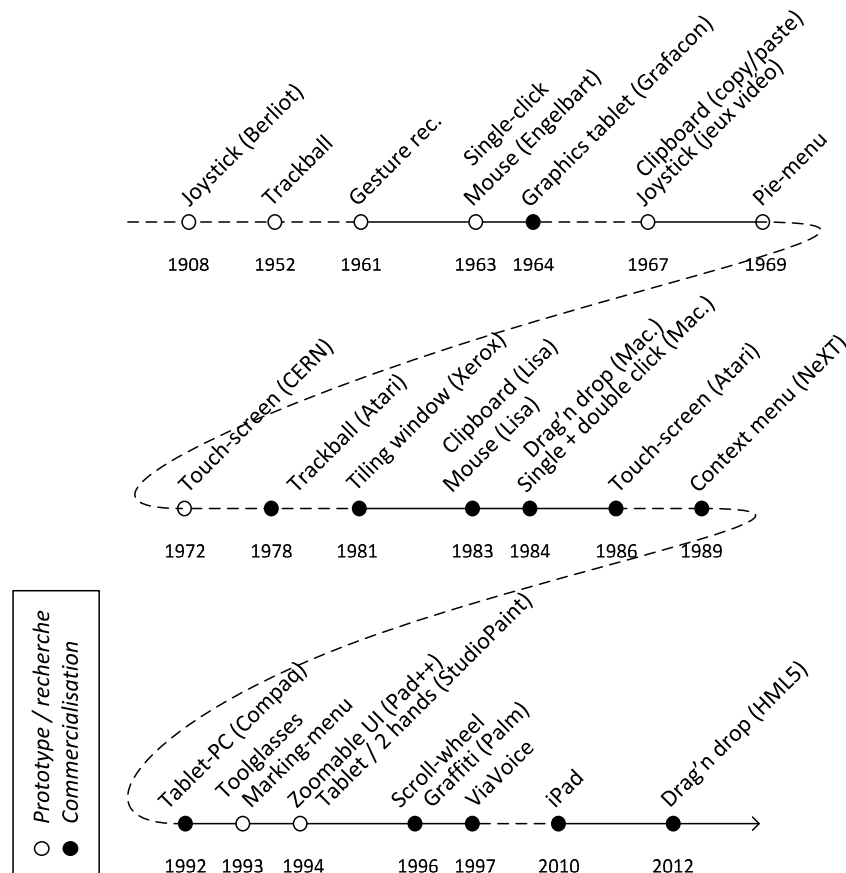 Joystick (Berliot)
Trackball
Gesture rec.
Single-click
Mouse (Engelbart)
Graphics tablet (Grafacon)
Clipboard (copy/paste)
Joystick (jeux video)
Pie-menu
1908
1952
1961
1963
1964
1967
1969
Touch-screen (CERN)
Trackball (Atari)
Tiling window (Xerox)
Clipboard (Lisa)
Mouse (Lisa)
Drag'n drop (Mac.)
Single + double click (Mac.)
Touch-screen (Atari)
Context menu (NeXT)
1972
1978
1981
1983
1984
1986
1989
Tablet-PC (Compaq)
Toolglasses
Marking-menu
Zoomable UI (Pad++)
Tablet / 2 hands (StudioPaint)
Scroll-wheel
Graffiti (Palm)
ViaVoice
iPad
Drag'n drop (HML5)
1992
1993
1994
1996
1997
2010
2012
Prototype / recherche
Commercialisation